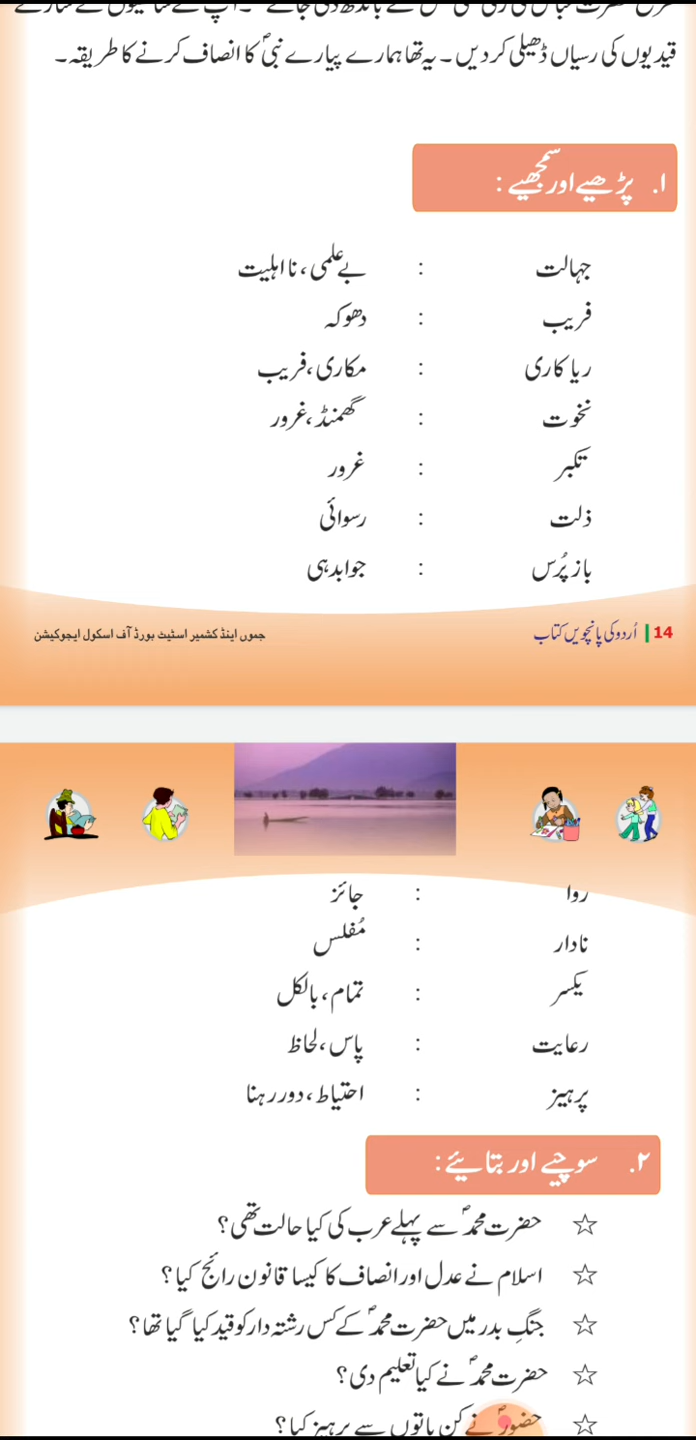 قیدیوں کی رسیاں ڈھیلی کر دیں۔ یہ تھا ہمارے پیارے نبیؐ کا انصاف کرنے کا طریقہ۔
۱. پڑھیے اور سمجھیے :
جہالت : بے علمی، نااہلیت
فریب : دھوکہ
ریا کاری : مکاری، فریب
نخوت : گھمنڈ، غرور
تکبر : غرور
ذلت : رسوائی
باز پُرس : جوابدہی
14 | اُردو کی پانچویں کتاب
جموں اینڈ کشمیر اسٹیٹ بورڈ آف اسکول ایجوکیشن
روا : جائز
نادار : مُفلس
یکسر : تمام، بالکل
رعایت : پاس، لحاظ
پرہیز : احتیاط، دور رہنا
۲. سوچیے اور بتایئے :
☆ حضرت محمدؐ سے پہلے عرب کی کیا حالت تھی؟
☆ اسلام نے عدل اور انصاف کا کیسا قانون رائج کیا؟
☆ جنگِ بدر میں حضرت محمدؐ کے کس رشتہ دار کو قید کیا گیا تھا؟
☆ حضرت محمدؐ نے کیا تعلیم دی؟
☆ حضورؐ نے کن باتوں سے پرہیز کیا؟